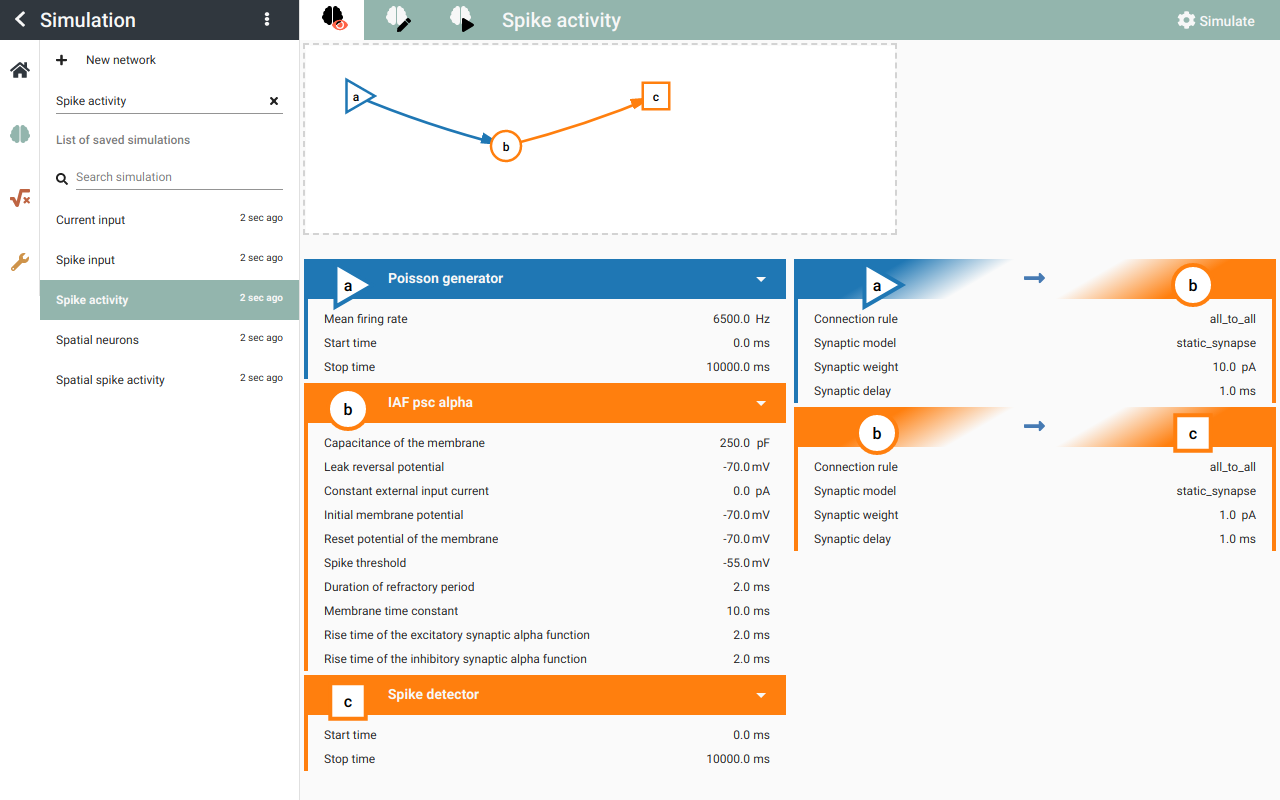 Simulation
Spike activity
Simulate
New network
Spike activity
List of saved simulations
Search simulation
Current input 2 sec ago
Spike input 2 sec ago
Spike activity 2 sec ago
Spatial neurons 2 sec ago
Spatial spike activity 2 sec ago
a
c
b
a Poisson generator
Mean firing rate 6500.0 Hz
Start time 0.0 ms
Stop time 10000.0 ms
b IAF psc alpha
Capacitance of the membrane 250.0 pF
Leak reversal potential -70.0 mV
Constant external input current 0.0 pA
Initial membrane potential -70.0 mV
Reset potential of the membrane -70.0 mV
Spike threshold -55.0 mV
Duration of refractory period 2.0 ms
Membrane time constant 10.0 ms
Rise time of the excitatory synaptic alpha function 2.0 ms
Rise time of the inhibitory synaptic alpha function 2.0 ms
c Spike detector
Start time 0.0 ms
Stop time 10000.0 ms
a b
Connection rule all_to_all
Synaptic model static_synapse
Synaptic weight 10.0 pA
Synaptic delay 1.0 ms
b c
Connection rule all_to_all
Synaptic model static_synapse
Synaptic weight 1.0 pA
Synaptic delay 1.0 ms